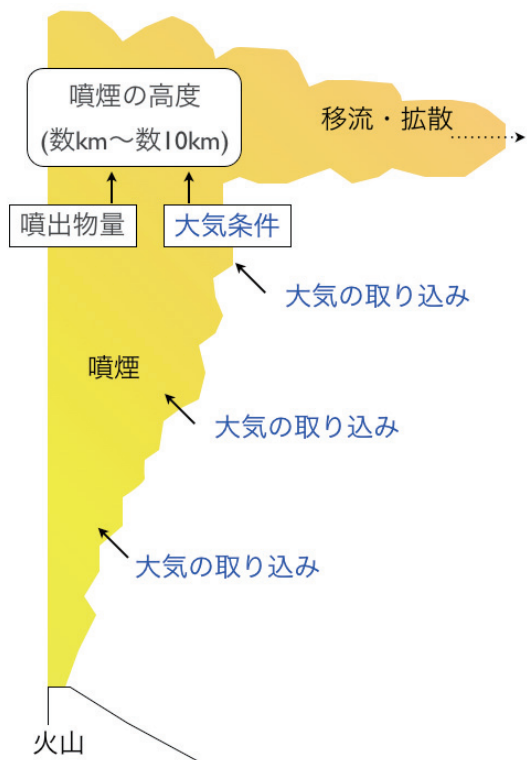 噴煙の高度
(数km〜数10km)
移流・拡散
噴出物量
大気条件
大気の取り込み
噴煙
大気の取り込み
大気の取り込み
火山